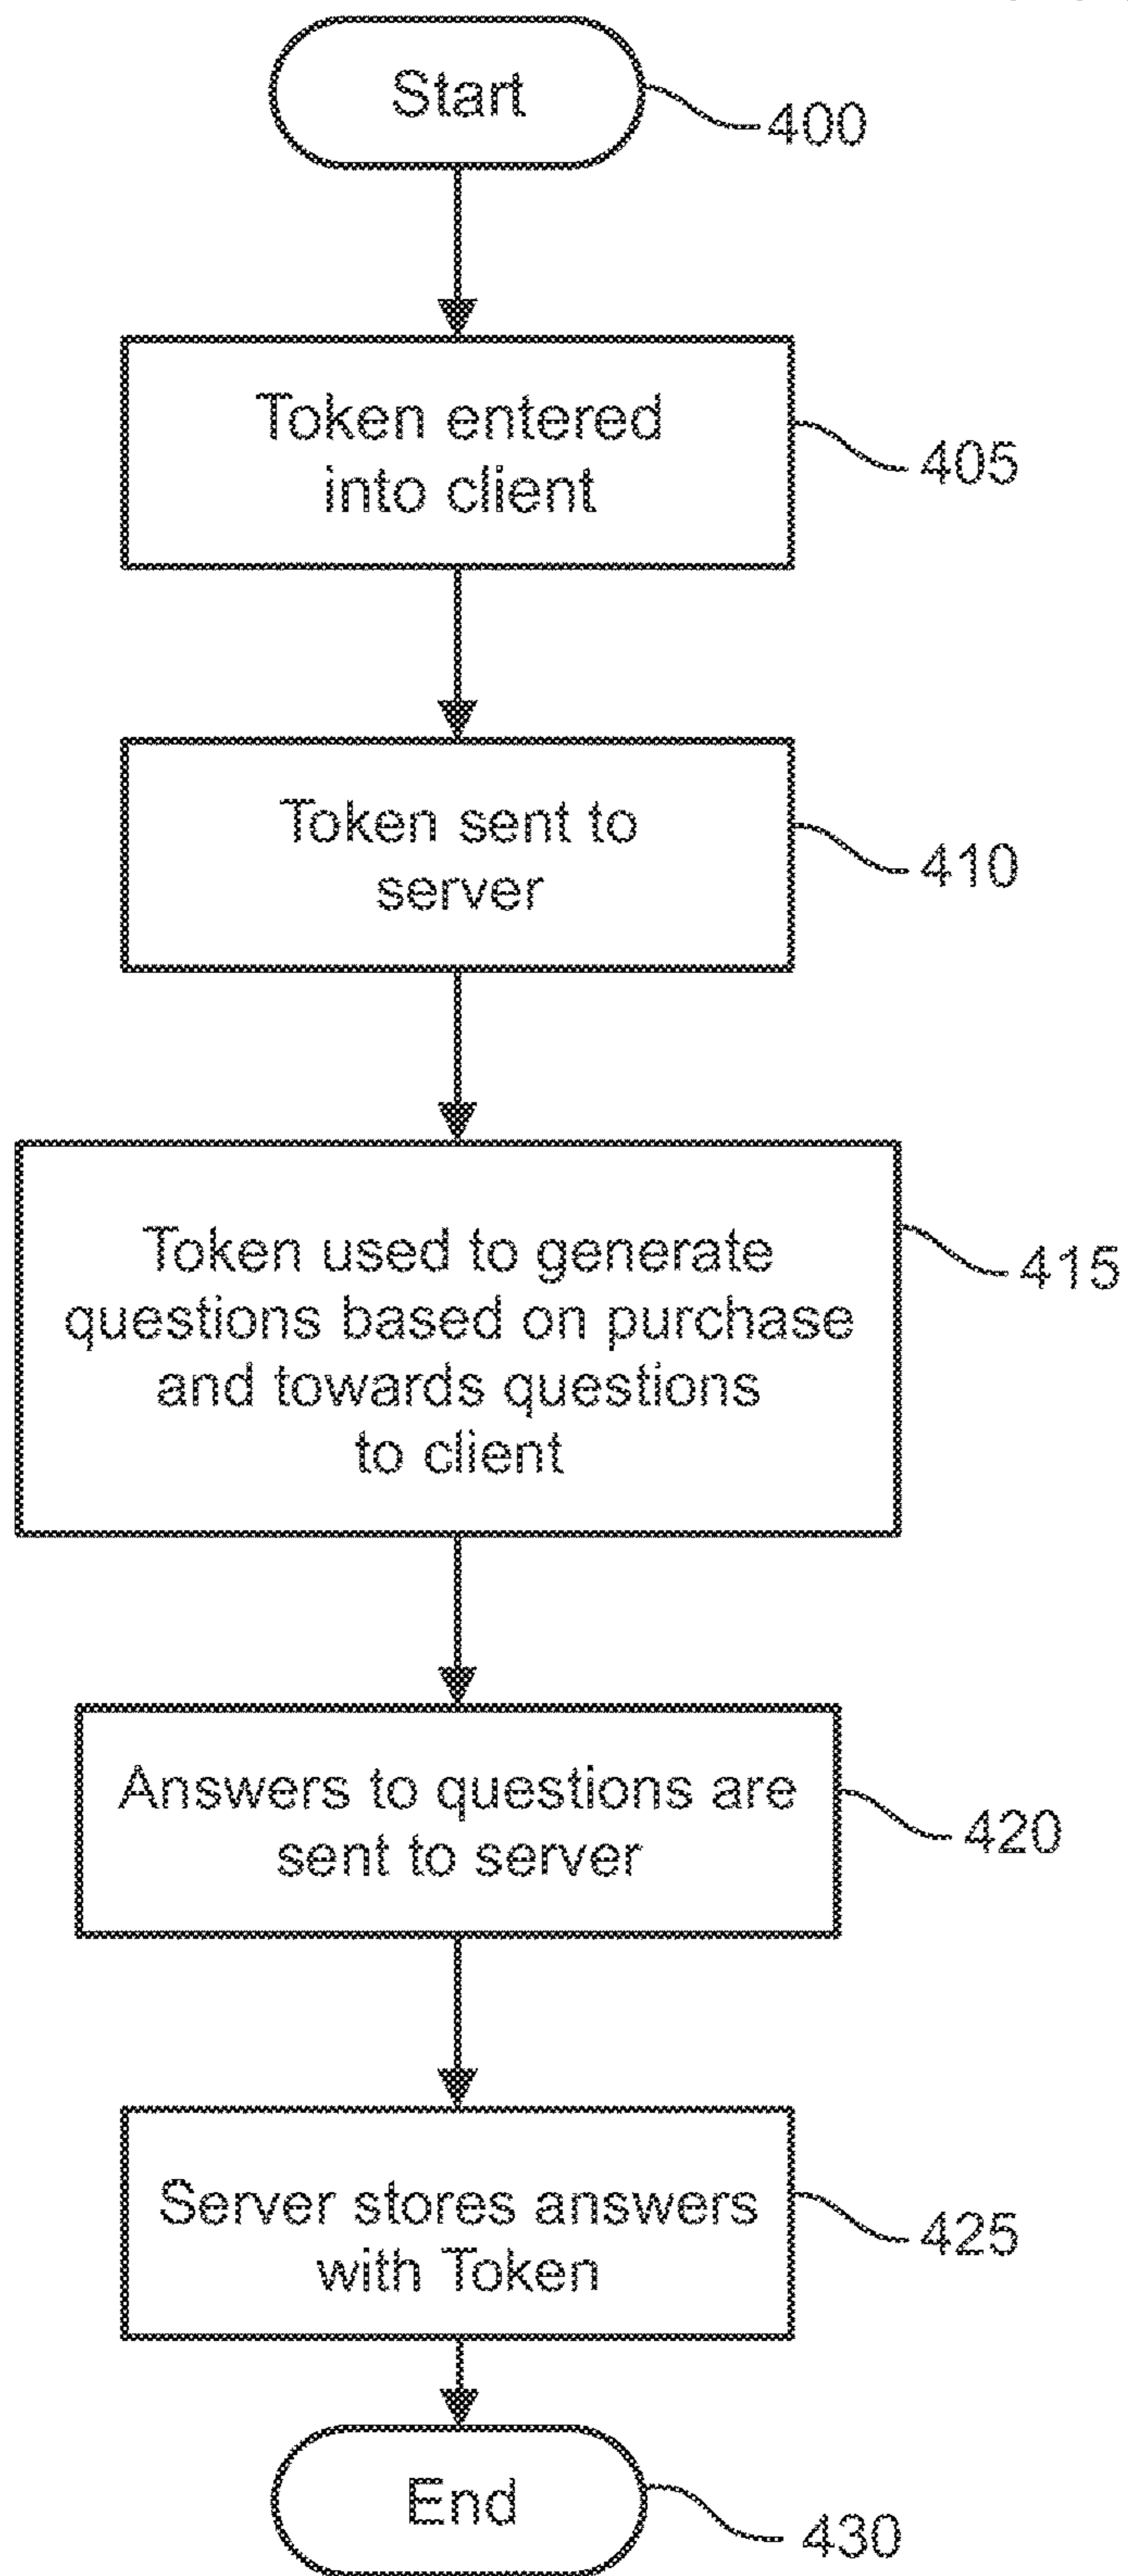 Start
400
Token entered
into client
405
Token sent to
server
410
Token used to generate
questions based on purchase
and towards questions
to client
415
Answers to questions are
sent to server
420
Server stores answers
with Token
425
End
430